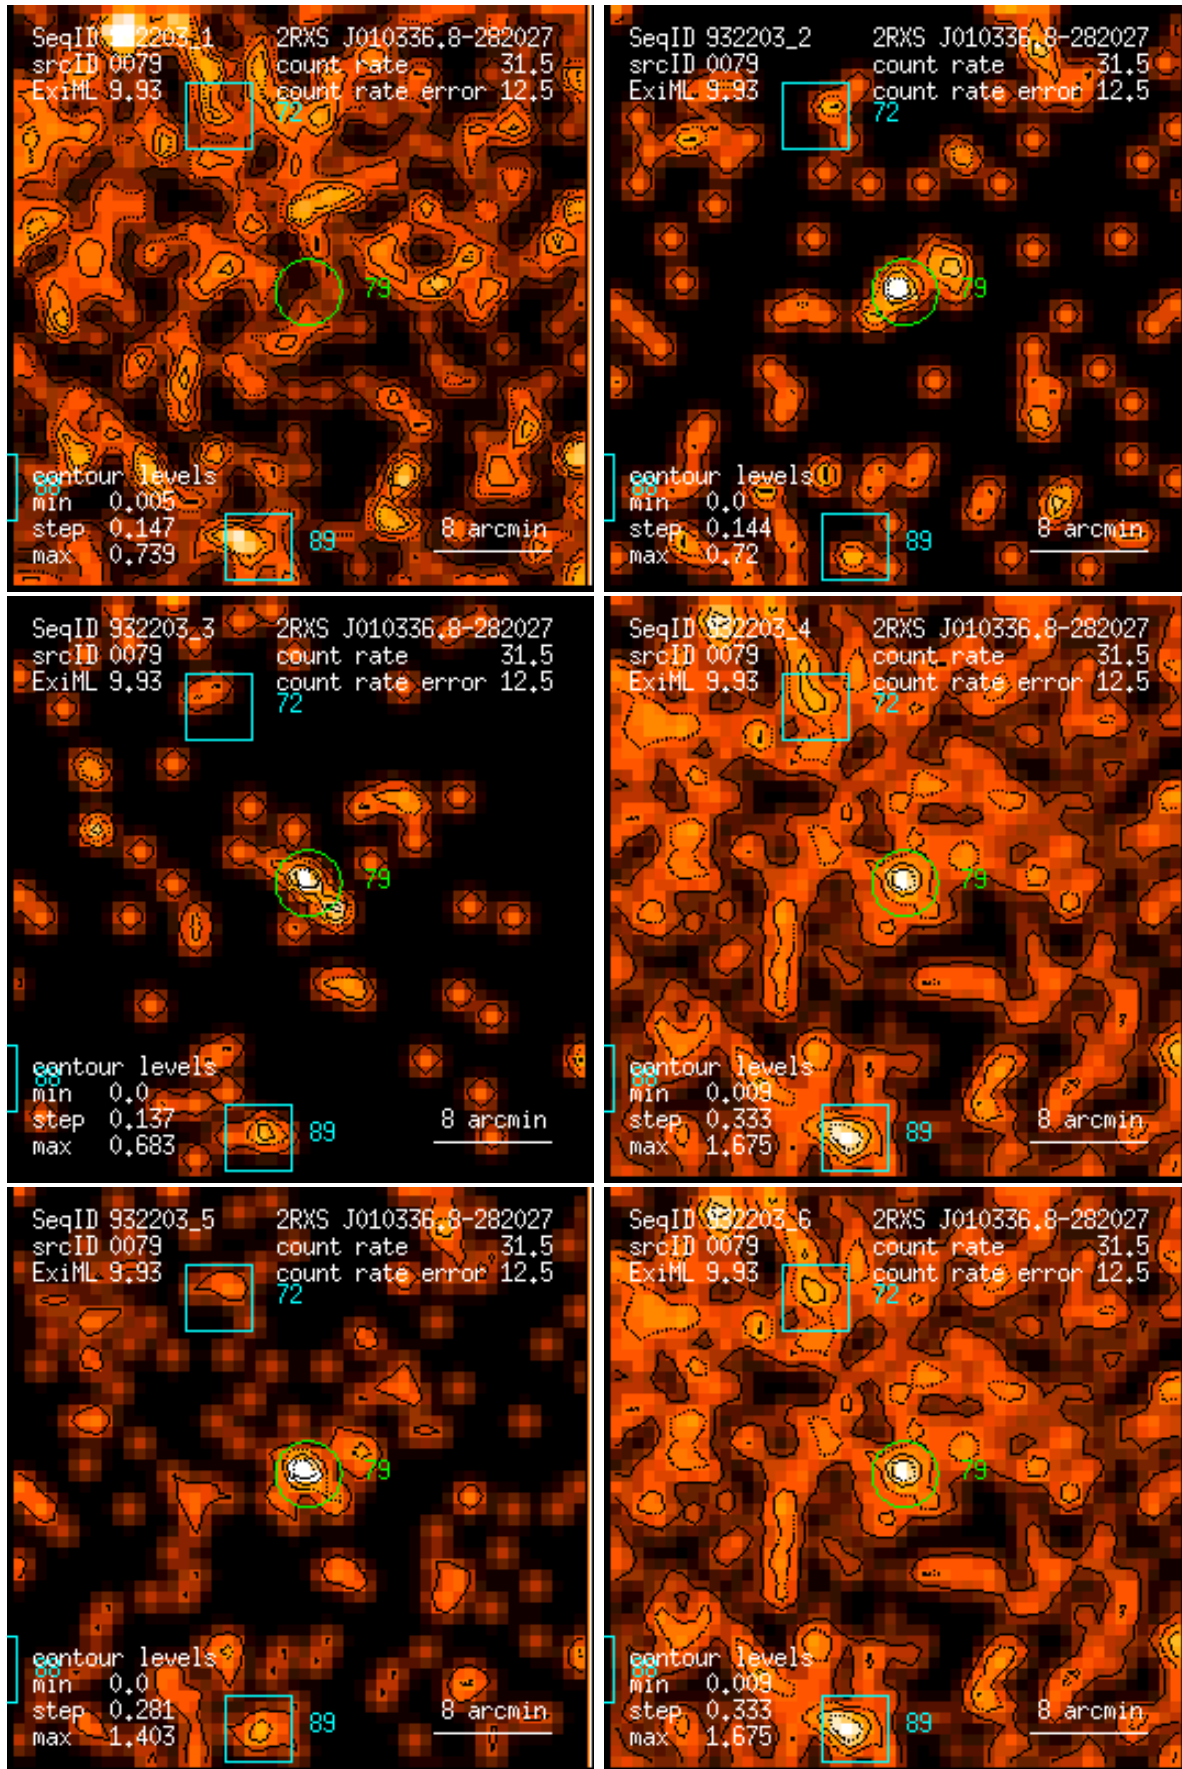 SeqID 932203_1 2RXS J010336.8-282027
srcID 0079 count rate 31.5
ExiML 9.93 count rate error 12.5
72
79
contour levels
88
min 0.005
step 0.147 8 arcmin
89
max 0.739
SeqID 932203_2 2RXS J010336.8-282027
srcID 0079 count rate 31.5
ExiML 9.93 count rate error 12.5
72
79
contour levels
88
min 0.0
step 0.144 8 arcmin
89
max 0.72
SeqID 932203_3 2RXS J010336.8-282027
srcID 0079 count rate 31.5
ExiML 9.93 count rate error 12.5
72
79
contour levels
88
min 0.0
step 0.137 8 arcmin
89
max 0.683
SeqID 932203_4 2RXS J010336.8-282027
srcID 0079 count rate 31.5
ExiML 9.93 count rate error 12.5
72
79
contour levels
88
min 0.009
step 0.333 8 arcmin
89
max 1.675
SeqID 932203_5 2RXS J010336.8-282027
srcID 0079 count rate 31.5
ExiML 9.93 count rate error 12.5
72
79
contour levels
88
min 0.0
step 0.281 8 arcmin
89
max 1.403
SeqID 932203_6 2RXS J010336.8-282027
srcID 0079 count rate 31.5
ExiML 9.93 count rate error 12.5
72
79
contour levels
88
min 0.009
step 0.333 8 arcmin
89
max 1.675